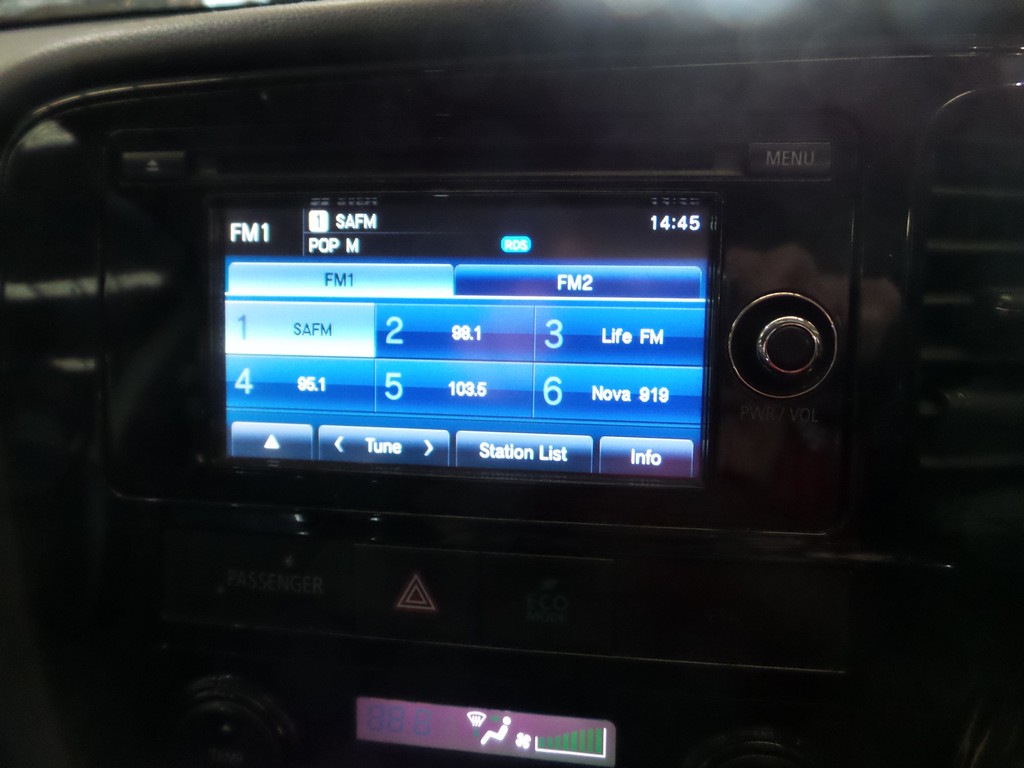 MENU
FM1
1 SAFM
14:45
POP M
RDS
FM1
FM2
1 SAFM
2 98.1
3 Life FM
4 95.1
5 103.5
6 Nova 919
< Tune >
Station List
Info
PWR/VOL
PASSENGER
ECO
MODE
TEMP